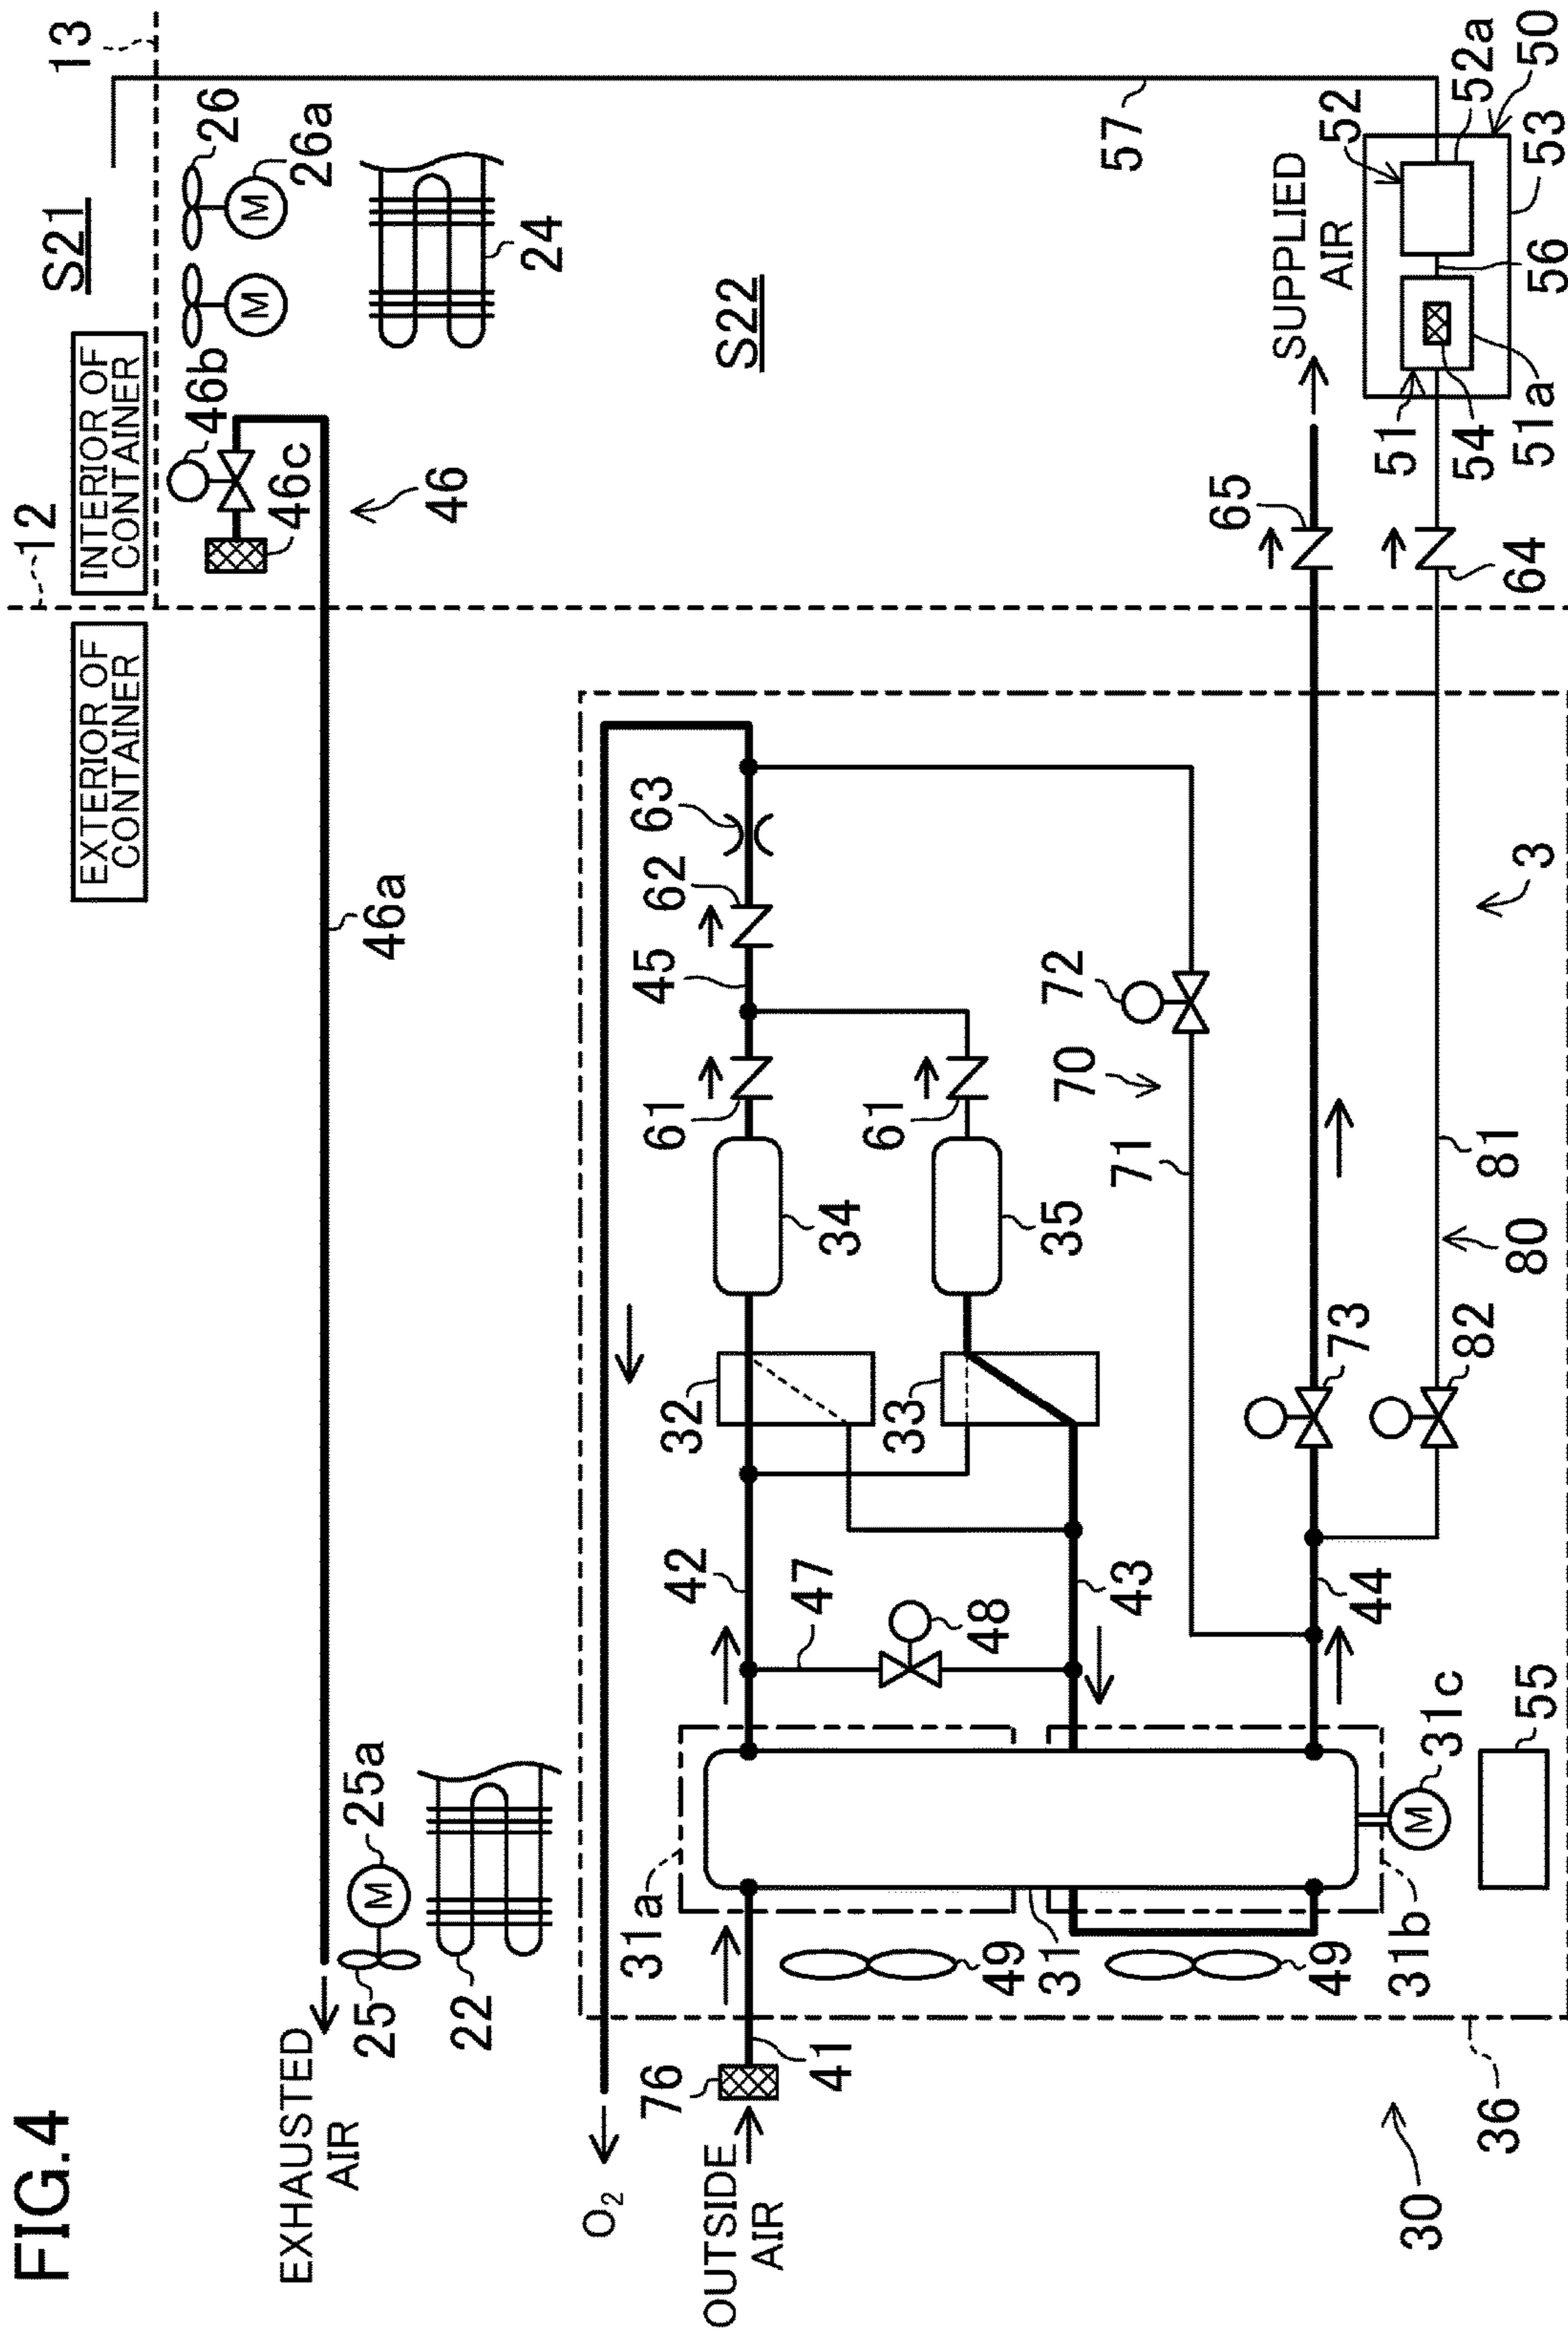 FIG.4
EXTERIOR OF
CONTAINER
INTERIOR OF
CONTAINER
12
13
S21
EXHAUSTED
AIR
25
25a
22
46a
46
46b
46c
26
26a
24
S22
O₂
OUTSIDE
AIR
76
41
31a
42
47
48
32
33
34
35
61
61
45
62
63
43
49
49
31
31b
31c
M
M
M
M
44
71
70
72
73
82
80
81
3
55
36
30
65
64
SUPPLIED
AIR
57
51
54
51a
56
52
52a
50
53